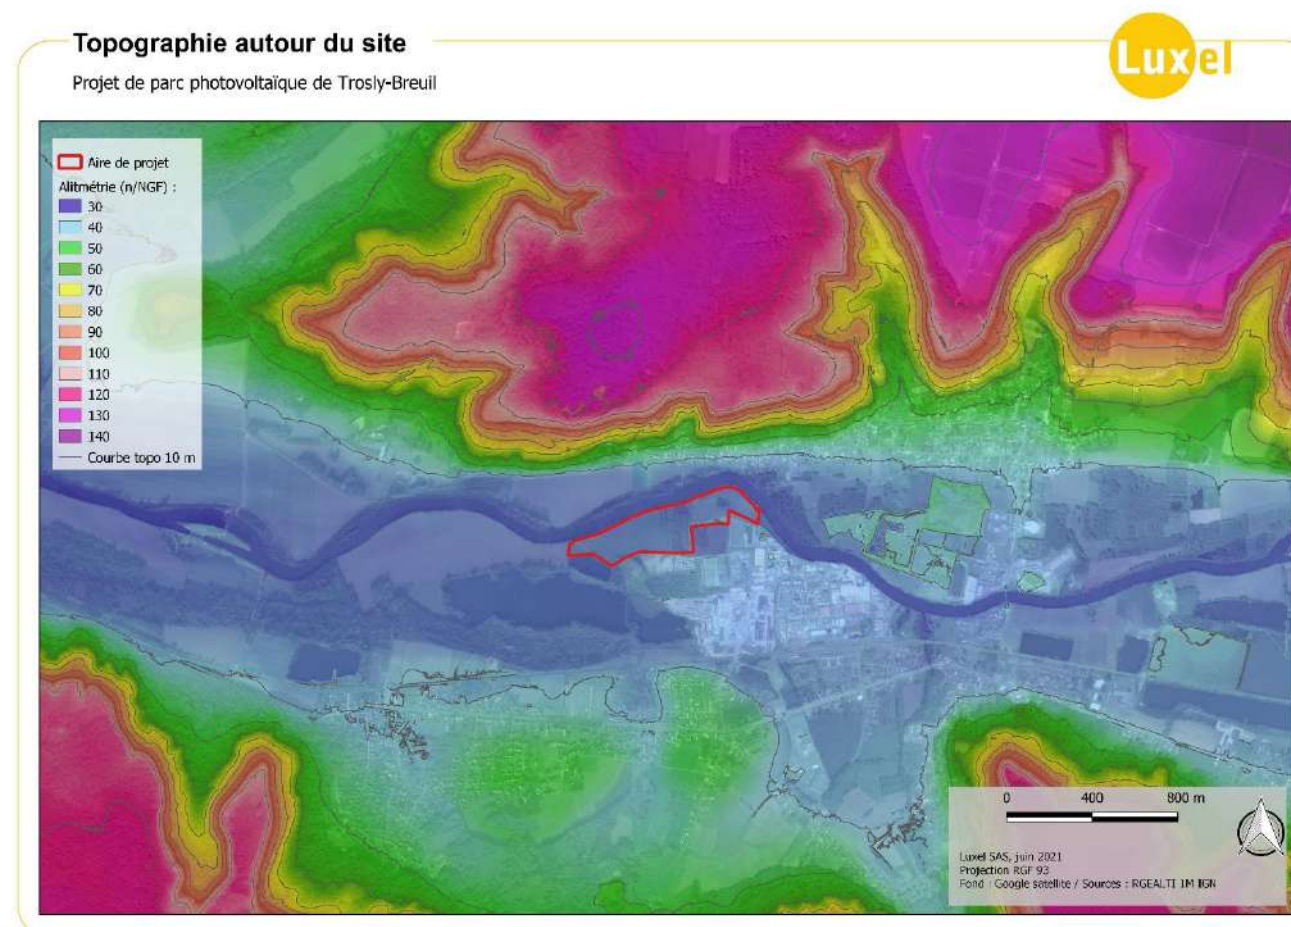 Topographie autour du site
Luxel
Projet de parc photovoltaïque de Trosly-Breuil
Aire de projet
Alitmétrie (n/NGF) :
30
40
50
60
70
80
90
100
110
120
130
140
Courbe topo 10 m
0 400 800 m
Luxel SAS, juin 2021
Projection RGF 93
Fond : Google satellite / Sources : RGEALTI 1M IGN